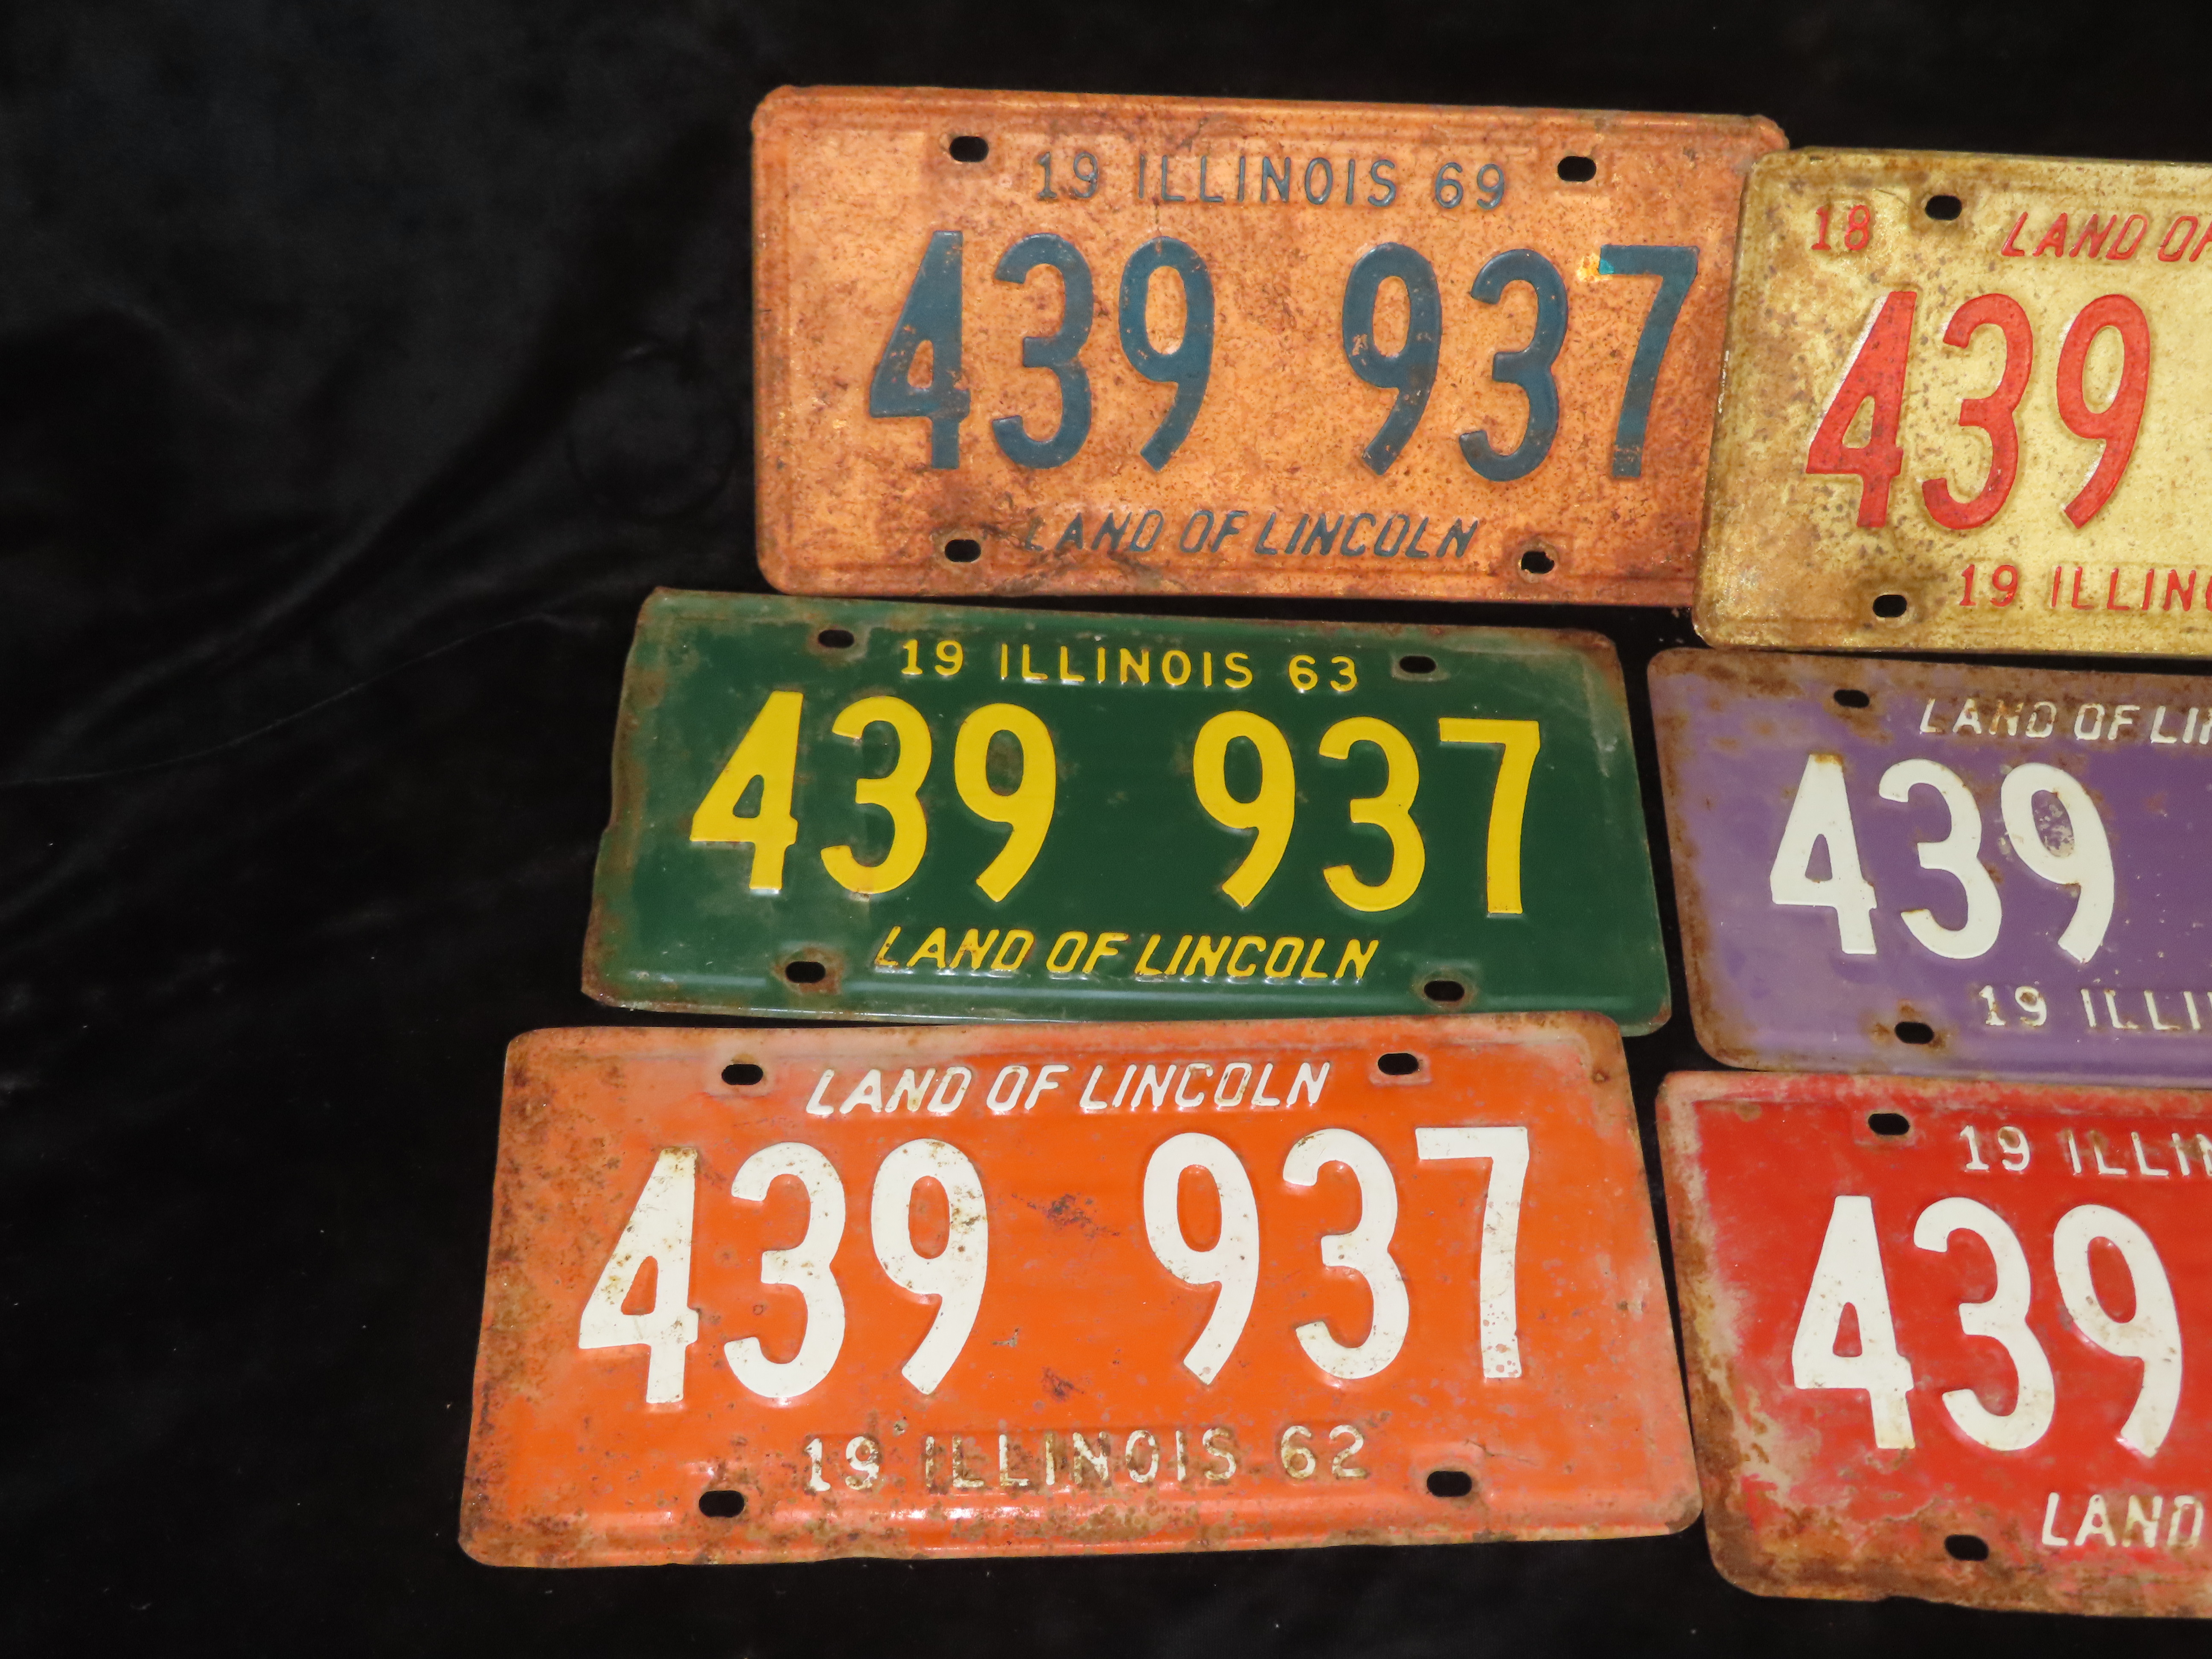 19 ILLINOIS 69
439 937
LAND OF LINCOLN
18 LAND OF
439
19 ILLIN
19 ILLINOIS 63
439 937
LAND OF LINCOLN
LAND OF LI
439
19 ILLI
LAND OF LINCOLN
439 937
19 ILLINOIS 62
19 ILLI
439
LAND